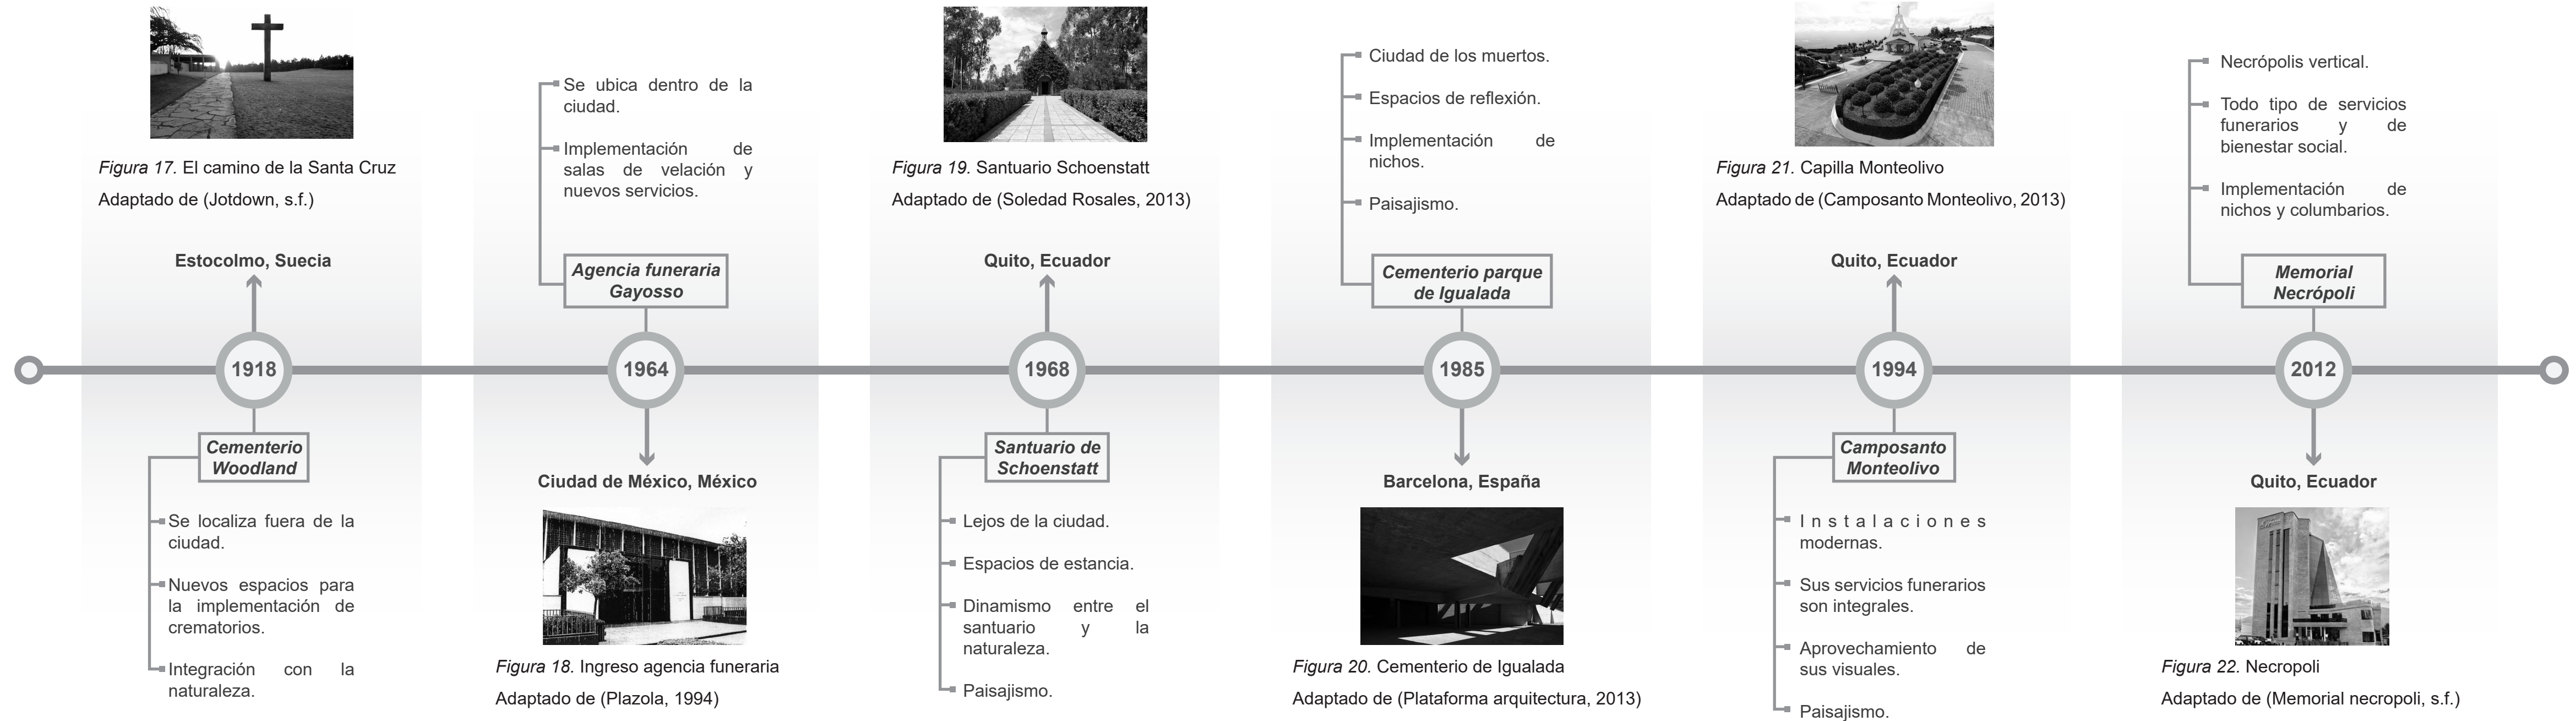 Figura 17. El camino de la Santa Cruz
Adaptado de (Jotdown, s.f.)
Estocolmo, Suecia
1918
Cementerio
Woodland
Se localiza fuera de la
ciudad.
Nuevos espacios para
la implementación de
crematorios.
Integración con la
naturaleza.
Se ubica dentro de la
ciudad.
Implementación de
salas de velación y
nuevos servicios.
Agencia funeraria
Gayosso
1964
Ciudad de México, México
Figura 18. Ingreso agencia funeraria
Adaptado de (Plazola, 1994)
Figura 19. Santuario Schoenstatt
Adaptado de (Soledad Rosales, 2013)
Quito, Ecuador
1968
Santuario de
Schoenstatt
Lejos de la ciudad.
Espacios de estancia.
Dinamismo entre el
santuario y la
naturaleza.
Paisajismo.
Ciudad de los muertos.
Espacios de reflexión.
Implementación de
nichos.
Paisajismo.
Cementerio parque
de Igualada
1985
Barcelona, España
Figura 20. Cementerio de Igualada
Adaptado de (Plataforma arquitectura, 2013)
Figura 21. Capilla Monteolivo
Adaptado de (Camposanto Monteolivo, 2013)
Quito, Ecuador
1994
Camposanto
Monteolivo
Instalaciones
modernas.
Sus servicios funerarios
son integrales.
Aprovechamiento de
sus visuales.
Paisajismo.
Necrópolis vertical.
Todo tipo de servicios
funerarios y de
bienestar social.
Implementación de
nichos y columbarios.
Memorial
Necrópoli
2012
Quito, Ecuador
Figura 22. Necropoli
Adaptado de (Memorial necropoli, s.f.)